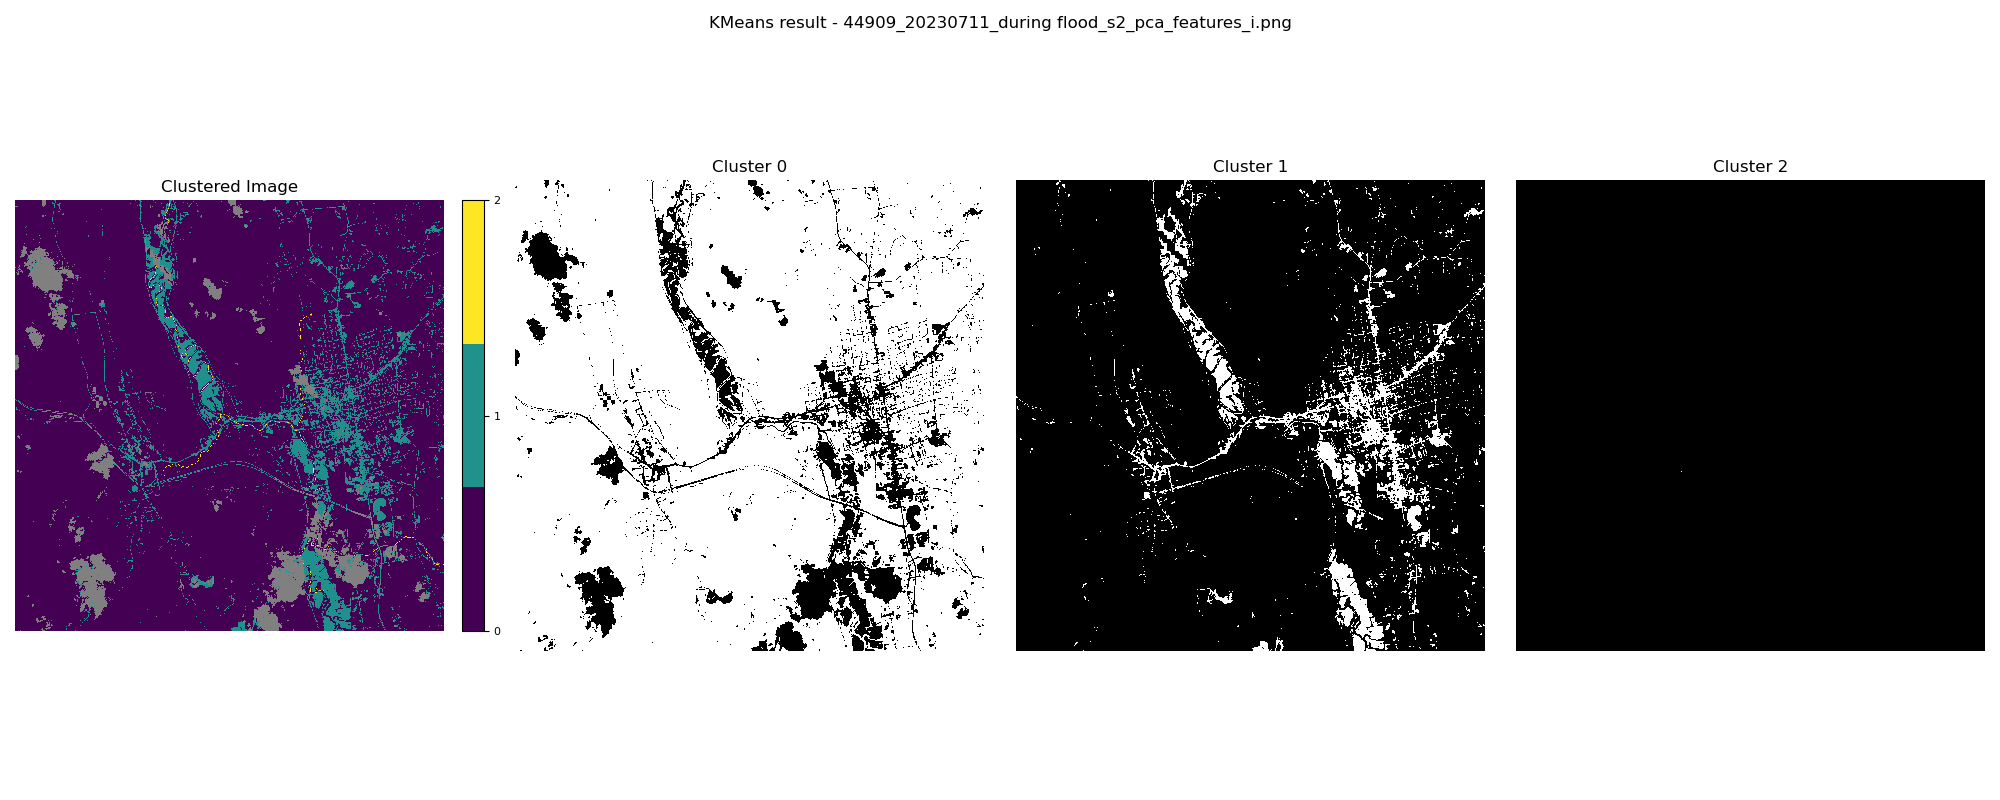 KMeans result - 44909_20230711_during flood_s2_pca_features_i.png
Clustered Image
Cluster 0
Cluster 1
Cluster 2
2
1
0